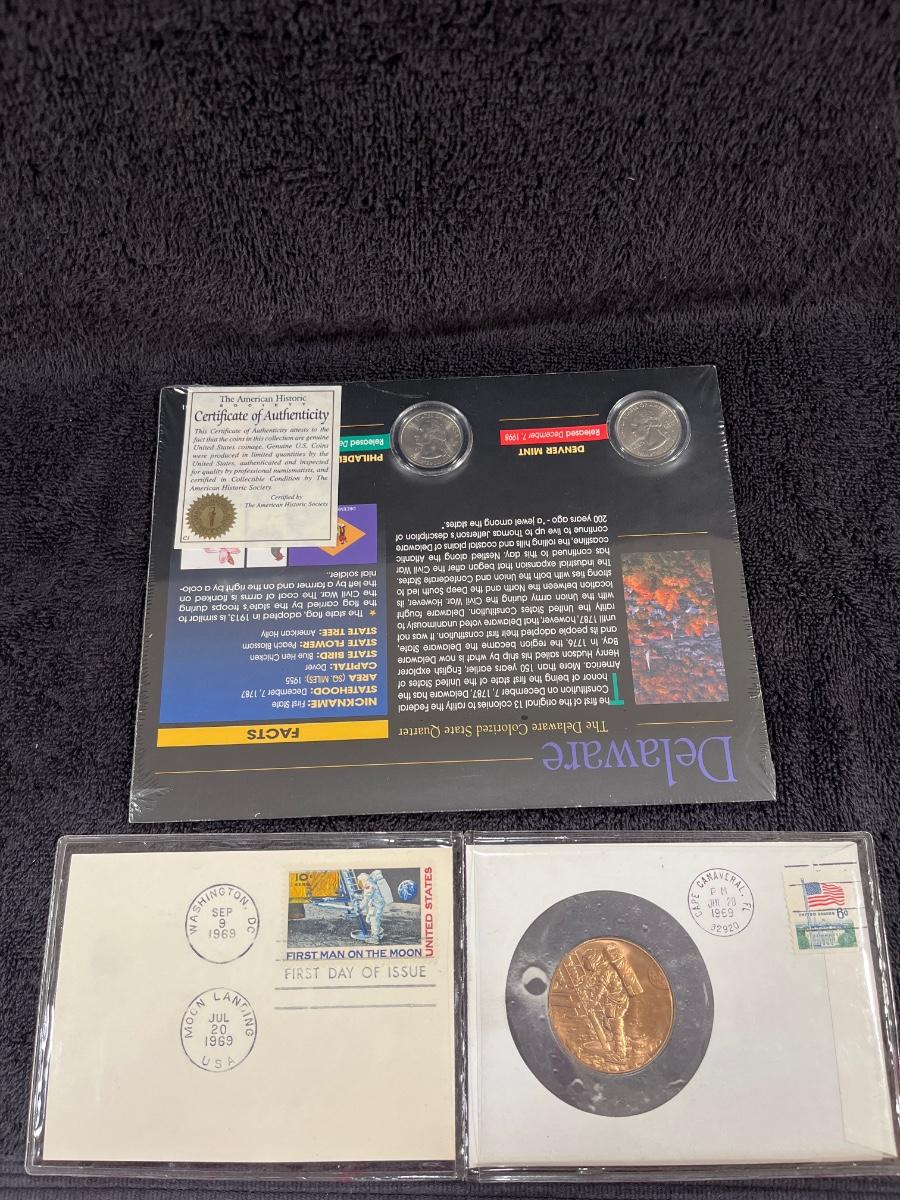 The American Historic
SOCIETY
Certificate of Authenticity
This Certificate of Authenticity attests to the
fact that the coins in this collection are genuine
United States coinage. Genuine U.S. Coins
were produced in limited quantities by the
United States, authenticated and inspected
for quality by professional numismatists, and
certified in Collectible Condition by The
American Historic Society.
Certified by
The American Historic Society
Delaware
The Delaware Colorized State Quarter
The first of the original 13 colonies to ratify the Federal
Constitution on December 7, 1787, Delaware has the
honor of being the first state of the United States of
America. More than 150 years earlier, English explorer
Henry Hudson sailed his ship by what is now Delaware
Bay. In 1776, the region became the Delaware State,
and its people adopted their first constitution. It was not
until 1787, however, that Delaware voted unanimously to
ratify the United States Constitution. Delaware fought
with the Union army during the Civil War. However, its
location between the North and the Deep South led to
strong ties with both the Union and Confederate States.
The industrial expansion that began after the Civil War
has continued to this day. Nestled along the Atlantic
coastline, the rolling hills and coastal plains of Delaware
continue to live up to Thomas Jefferson's description of
200 years ago - "a jewel among the states."
FACTS
NICKNAME: First State
STATEHOOD: December 7, 1787
AREA (SQ. MILES): 1955
CAPITAL: Dover
STATE BIRD: Blue Hen Chicken
STATE FLOWER: Peach Blossom
STATE TREE: American Holly
★ The state flag, adopted in 1913, is similar to
the flag carried by the state's troops during
the Civil War. The coat of arms is flanked on
the left by a farmer and on the right by a colo-
nial soldier.
DENVER MINT
Released December 7, 1998
PHILADEL
Released De
WASHINGTON, DC
SEP
9
1969
MOON LANDING
JUL
20
1969
USA
10¢
UNITED STATES
FIRST MAN ON THE MOON
FIRST DAY OF ISSUE
CAPE CANAVERAL, FL
PM
JUL 20
1969
32920
UNITED STATES
6¢